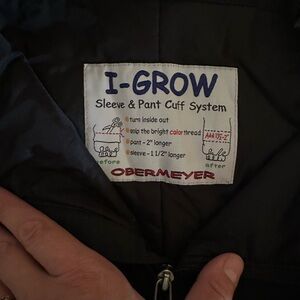 I-GROW
Sleeve & Pant Cuff System
turn inside out
snip the bright color thread
pant - 2" longer
sleeve - 1 1/2" longer
before
after
OBERMEYER